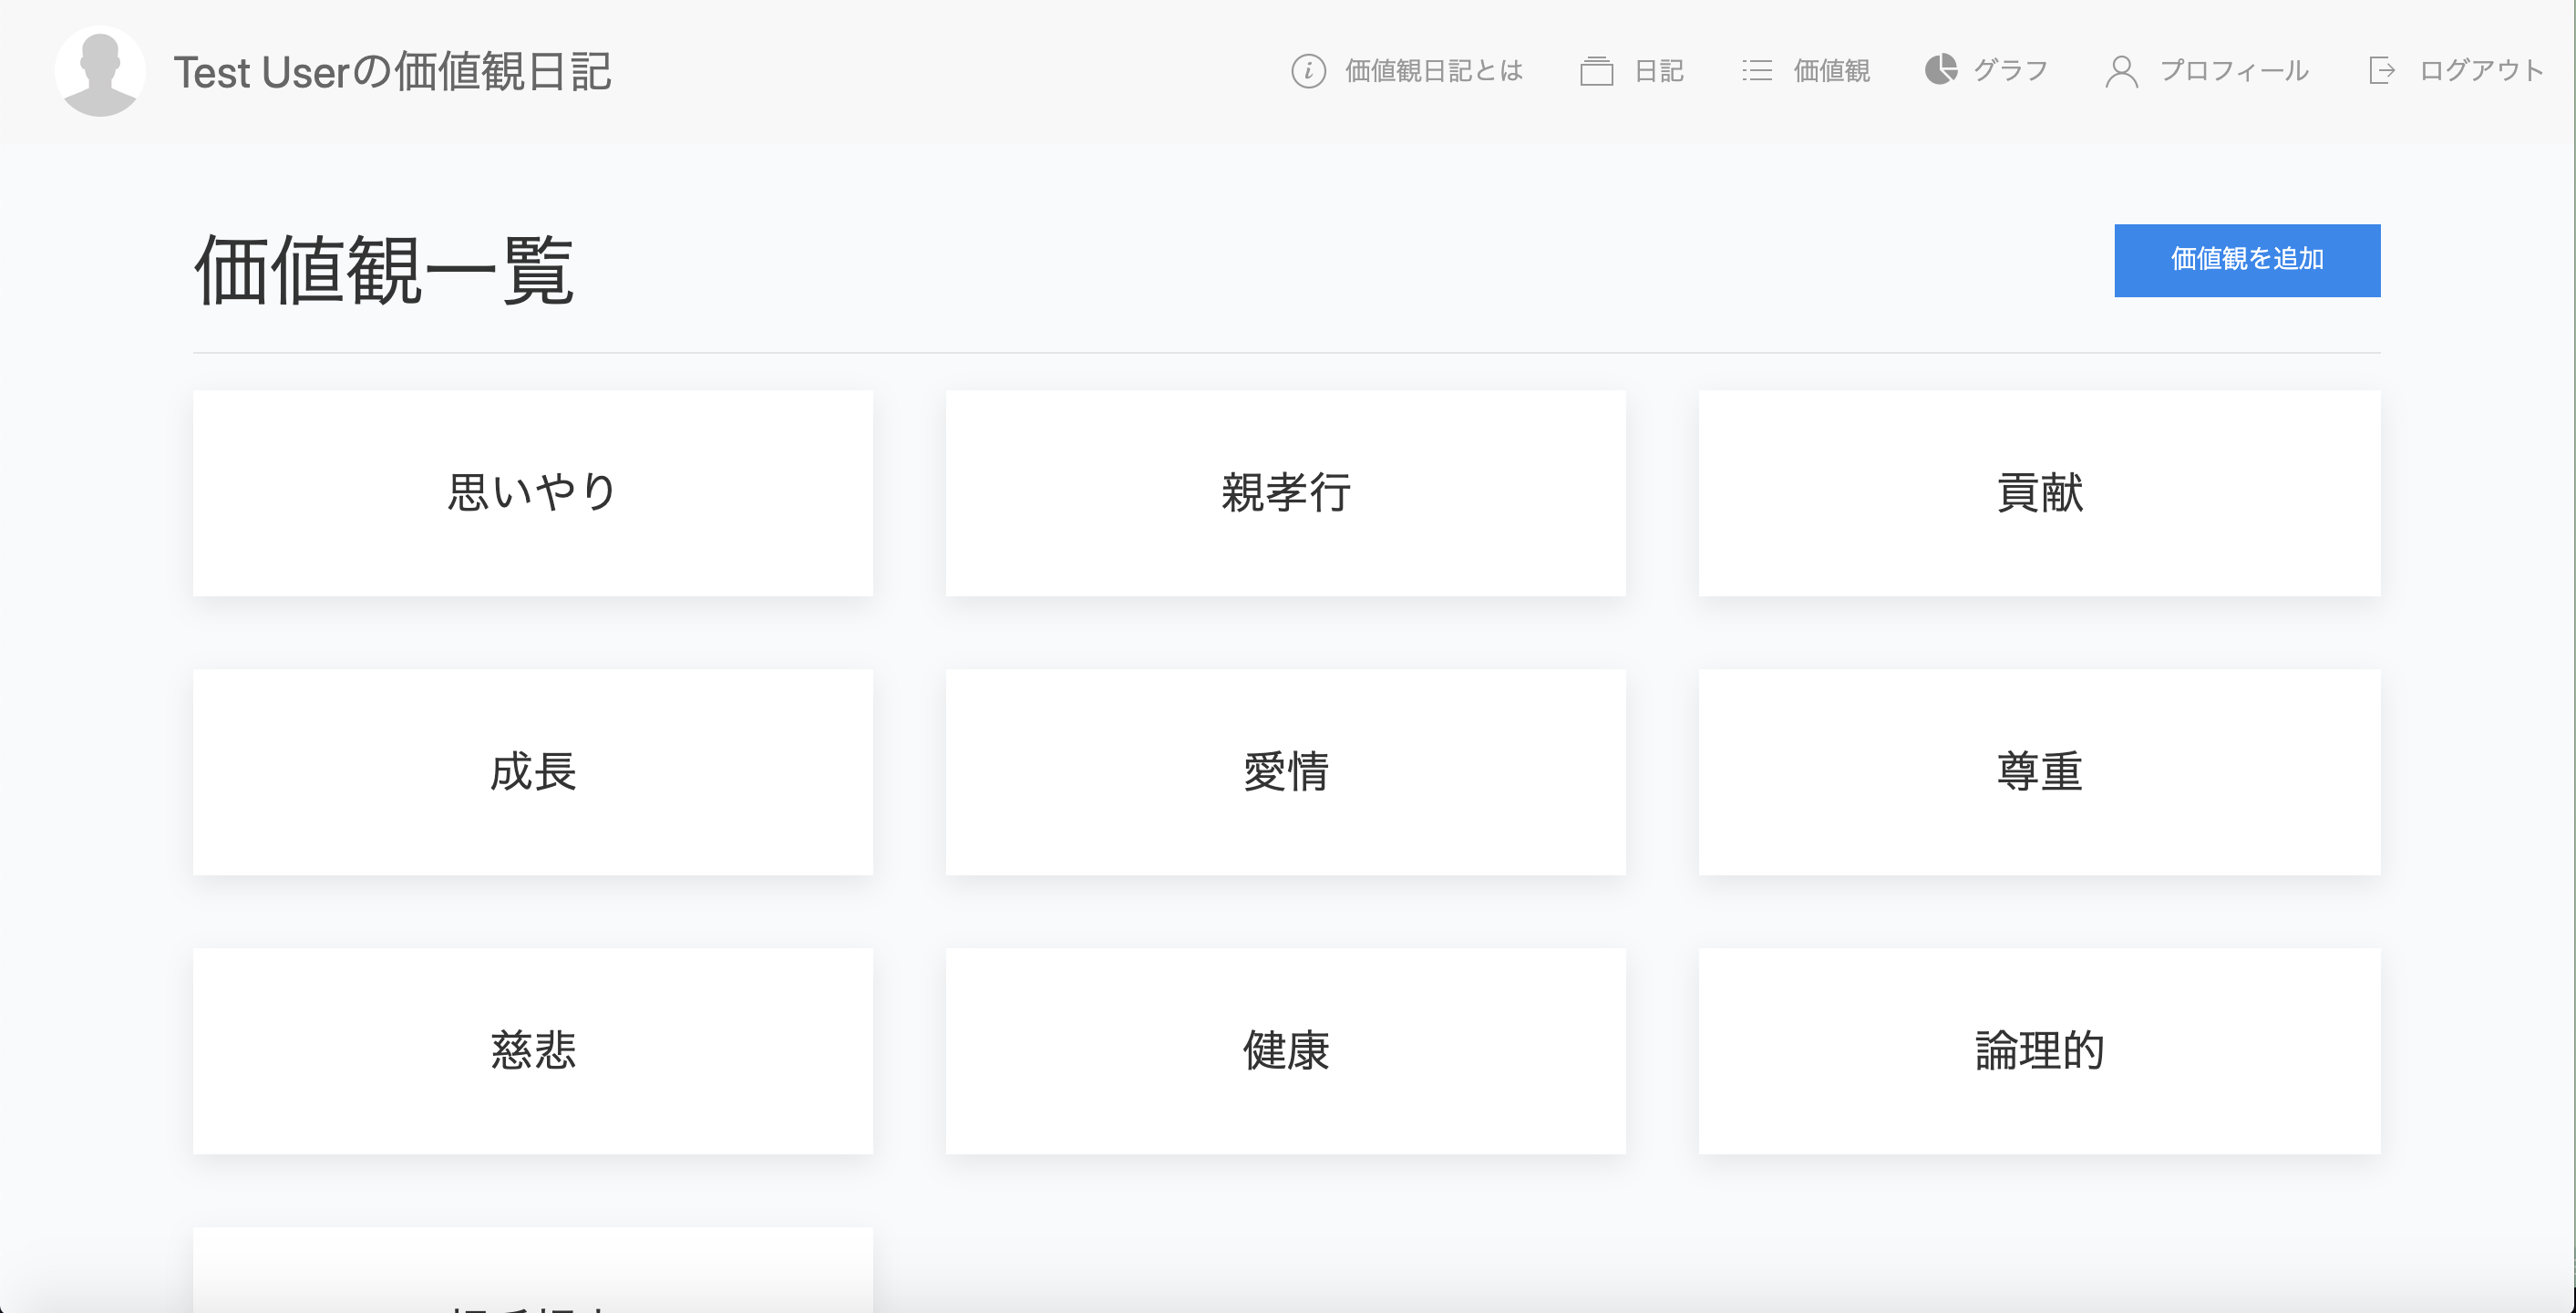 Test Userの価値観日記
価値観日記とは
日記
価値観
グラフ
プロフィール
ログアウト
価値観一覧
価値観を追加
思いやり
親孝行
貢献
成長
愛情
尊重
慈悲
健康
論理的